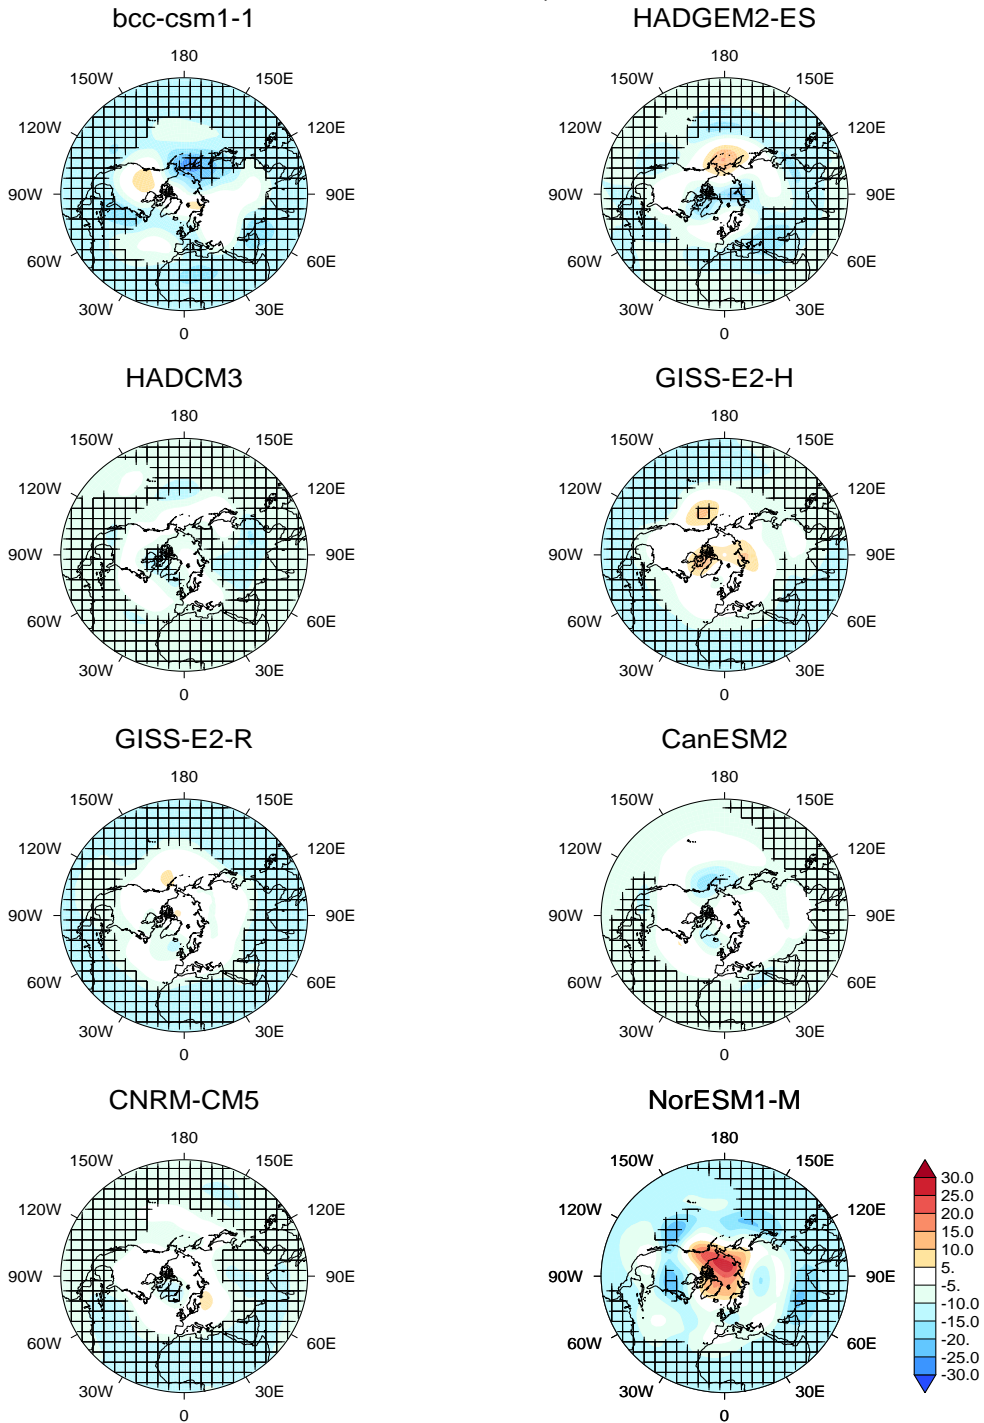 bcc-csm1-1
HADGEM2-ES
180
150W 150E
120W 120E
90W 90E
60W 60E
30W 30E
0
180
150W 150E
120W 120E
90W 90E
60W 60E
30W 30E
0
HADCM3
GISS-E2-H
180
150W 150E
120W 120E
90W 90E
60W 60E
30W 30E
0
180
150W 150E
120W 120E
90W 90E
60W 60E
30W 30E
0
GISS-E2-R
CanESM2
180
150W 150E
120W 120E
90W 90E
60W 60E
30W 30E
0
180
150W 150E
120W 120E
90W 90E
60W 60E
30W 30E
0
CNRM-CM5
NorESM1-M
180
150W 150E
120W 120E
90W 90E
60W 60E
30W 30E
0
180
150W 150E
120W 120E
90W 90E
60W 60E
30W 30E
0
30.0
25.0
20.0
15.0
10.0
5.
-5.
-10.0
-15.0
-20.
-25.0
-30.0